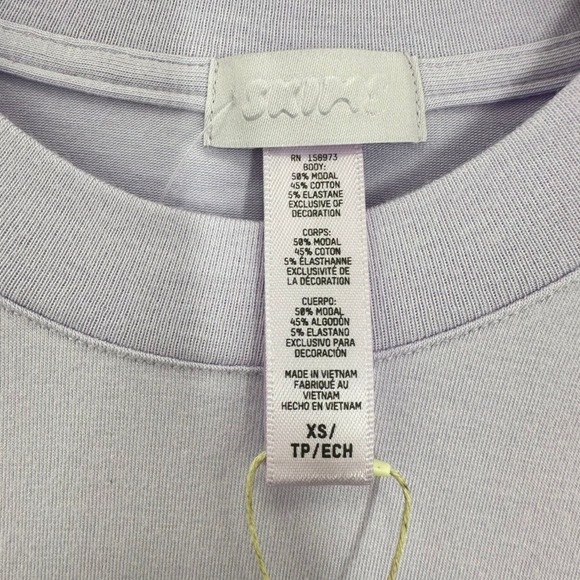 SKIMS
RN 158973
BODY:
50% MODAL
45% COTTON
5% ELASTANE
EXCLUSIVE OF
DECORATION
CORPS:
50% MODAL
45% COTON
5% ÉLASTHANNE
EXCLUSIVITÉ DE
LA DÉCORATION
CUERPO:
50% MODAL
45% ALGODÓN
5% ELASTANO
EXCLUSIVO PARA
DECORACIÓN
MADE IN VIETNAM
FABRIQUÉ AU
VIETNAM
HECHO EN VIETNAM
XS/
TP/ECH